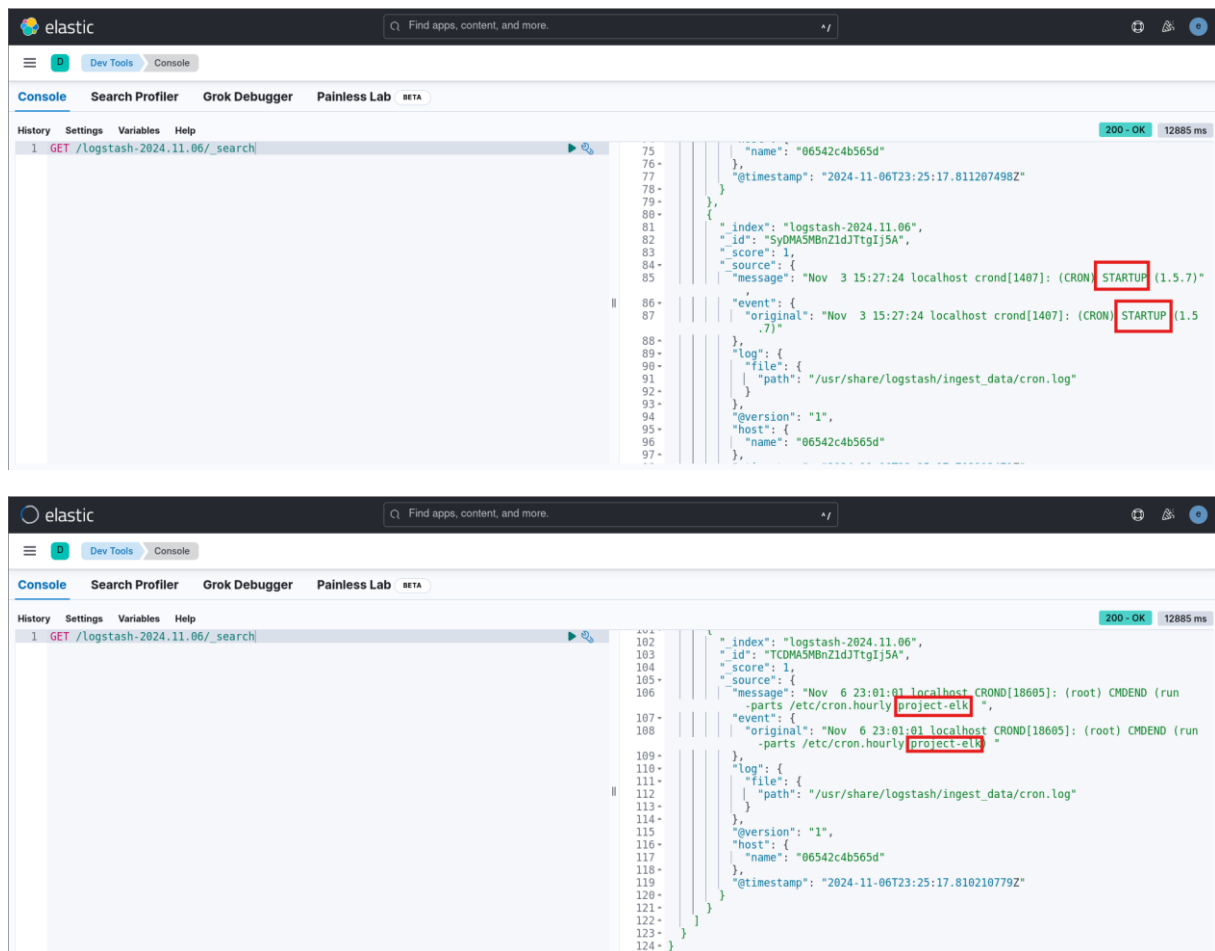 elastic
Find apps, content, and more.
^/
e
D
Dev Tools
Console
Console
Search Profiler
Grok Debugger
Painless Lab
BETA
History
Settings
Variables
Help
200 - OK
12885 ms
1 GET /logstash-2024.11.06/_search
75 "name": "06542c4b565d"
76 },
77 "@timestamp": "2024-11-06T23:25:17.811207498Z"
78 }
79 },
80 {
81 "_index": "logstash-2024.11.06",
82 "_id": "SyDMA5MBnZ1dJTtgIj5A",
83 "_score": 1,
84 "_source": {
85 "message": "Nov  3 15:27:24 localhost crond[1407]: (CRON) STARTUP (1.5.7)"
,
86 "event": {
87 "original": "Nov  3 15:27:24 localhost crond[1407]: (CRON) STARTUP (1.5
.7)"
88 },
89 "log": {
90 "file": {
91 "path": "/usr/share/logstash/ingest_data/cron.log"
92 }
93 },
94 "@version": "1",
95 "host": {
96 "name": "06542c4b565d"
97 },
elastic
Find apps, content, and more.
^/
e
D
Dev Tools
Console
Console
Search Profiler
Grok Debugger
Painless Lab
BETA
History
Settings
Variables
Help
200 - OK
12885 ms
1 GET /logstash-2024.11.06/_search
101 {
102 "_index": "logstash-2024.11.06",
103 "_id": "TCDMA5MBnZ1dJTtgIj5A",
104 "_score": 1,
105 "_source": {
106 "message": "Nov  6 23:01:01 localhost CROND[18605]: (root) CMDEND (run
-parts /etc/cron.hourly project-elk) ",
107 "event": {
108 "original": "Nov  6 23:01:01 localhost CROND[18605]: (root) CMDEND (run
-parts /etc/cron.hourly project-elk) "
109 },
110 "log": {
111 "file": {
112 "path": "/usr/share/logstash/ingest_data/cron.log"
113 }
114 },
115 "@version": "1",
116 "host": {
117 "name": "06542c4b565d"
118 },
119 "@timestamp": "2024-11-06T23:25:17.810210779Z"
120 }
121 }
122 ]
123 }
124 }